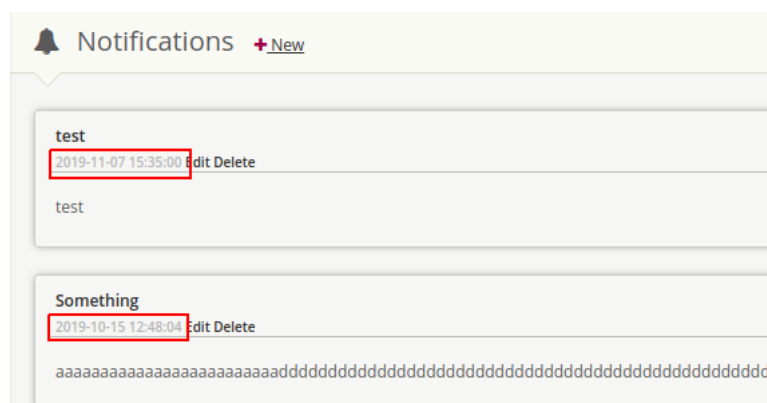 Notifications +New
test
2019-11-07 15:35:00 Edit Delete
test
Something
2019-10-15 12:48:04 Edit Delete